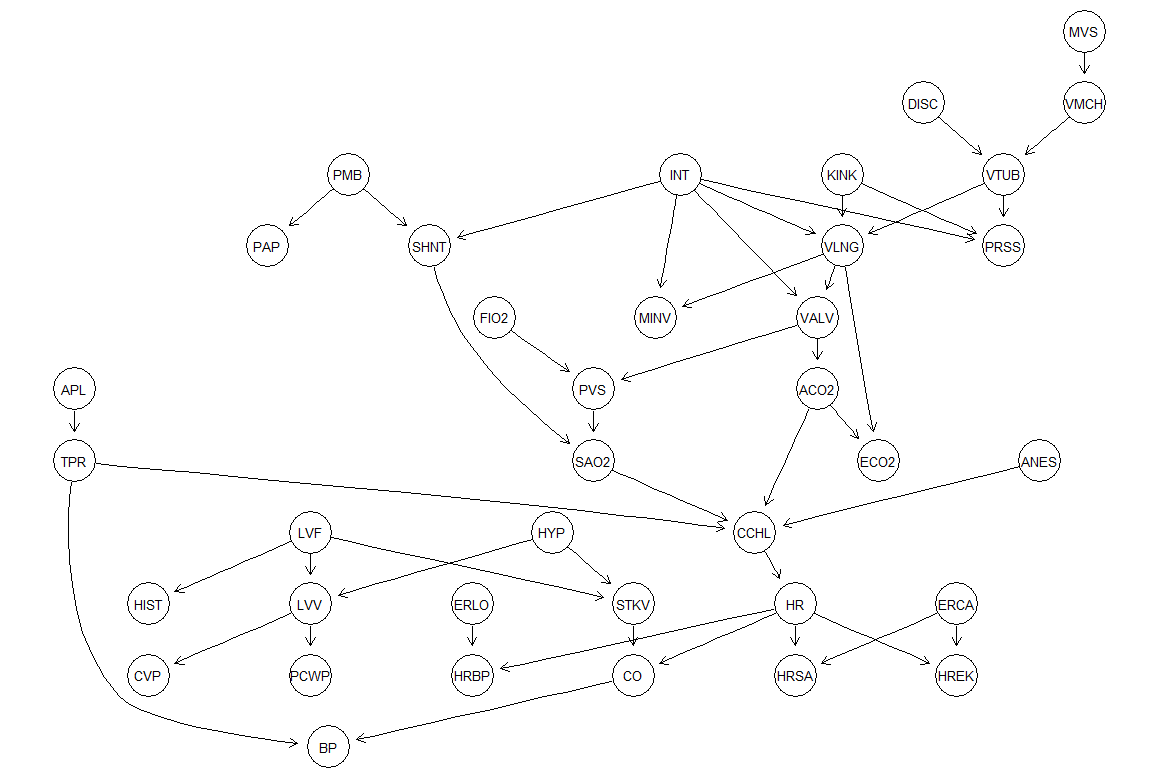 MVS
DISC VMCH
PMB INT KINK VTUB
PAP SHNT VLNG PRSS
FIO2 MINV VALV
APL PVS ACO2
TPR SAO2 ECO2 ANES
LVF HYP CCHL
HIST LVV ERLO STKV HR ERCA
CVP PCWP HRBP CO HRSA HREK
BP